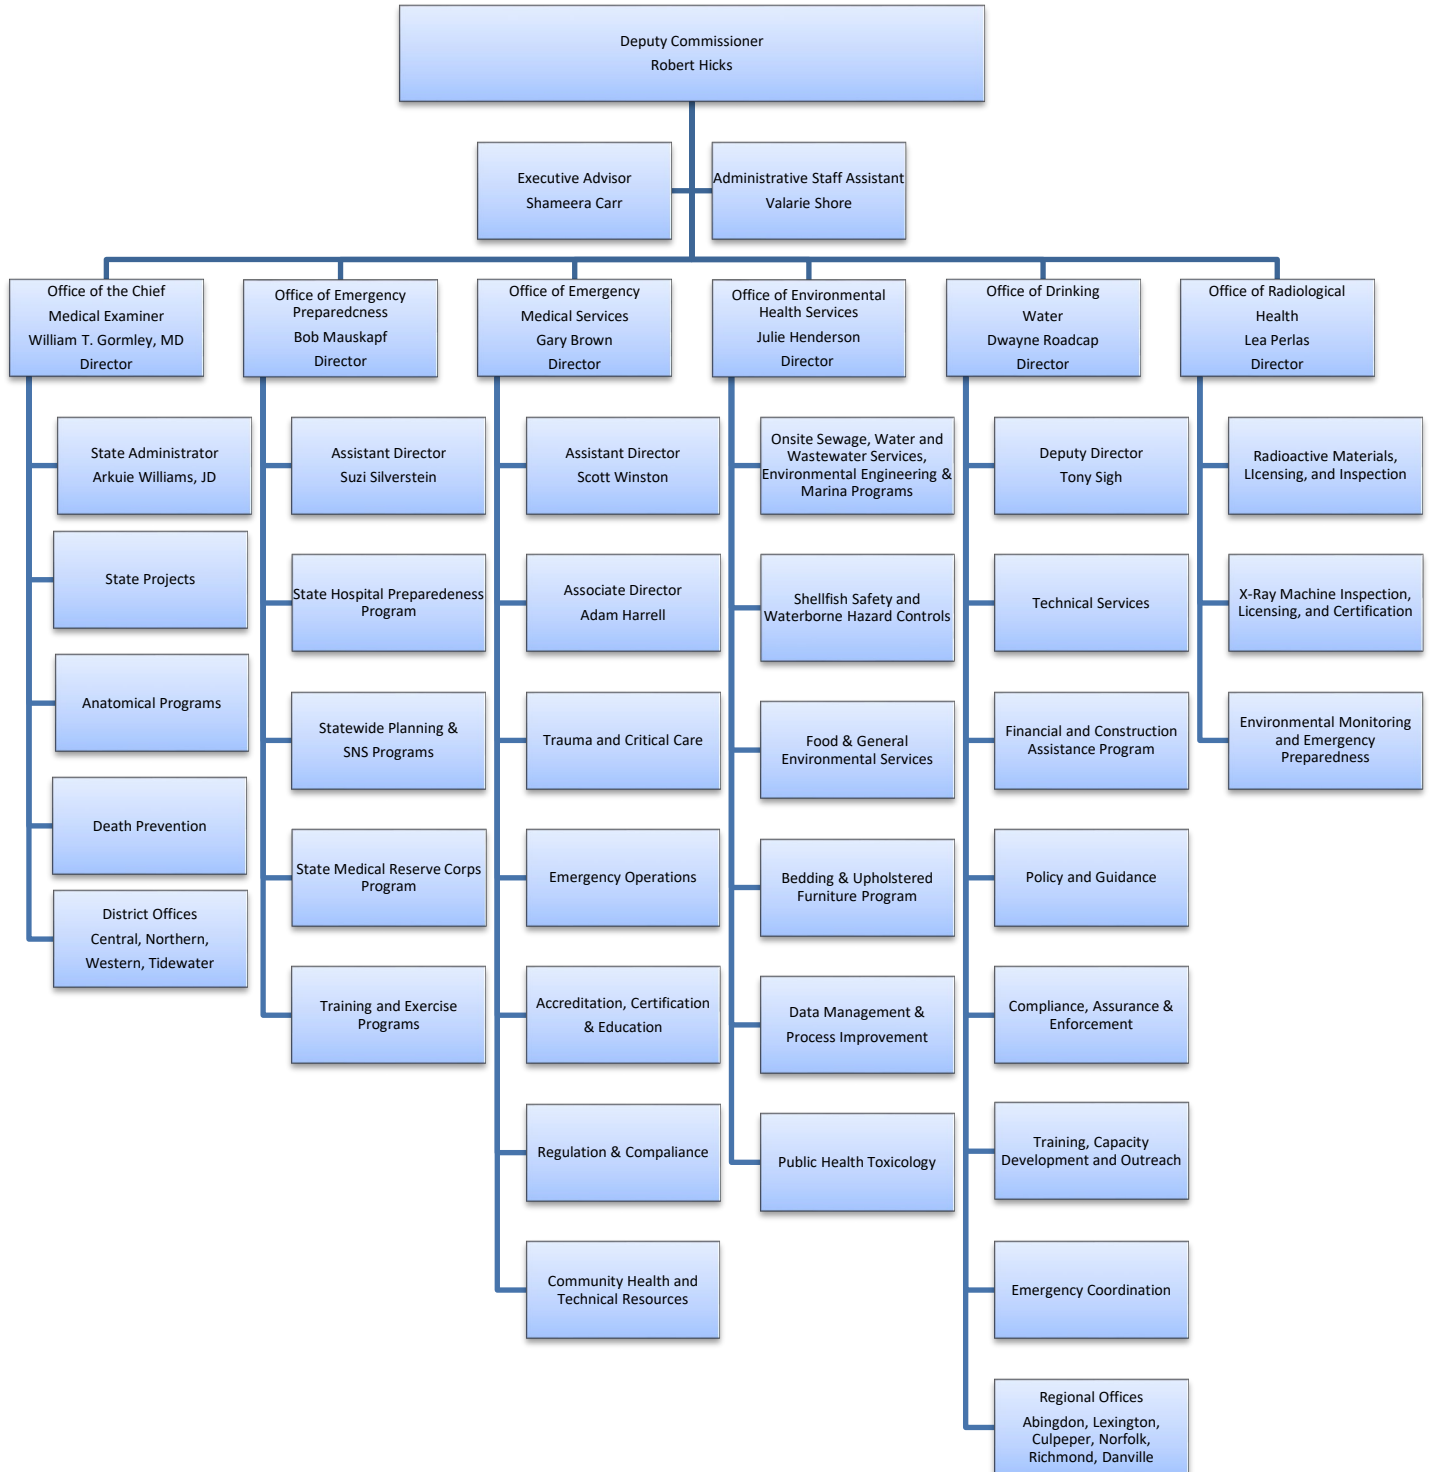 Deputy Commissioner
Robert Hicks
Executive Advisor
Shameera Carr
Administrative Staff Assistant
Valarie Shore
Office of the Chief
Medical Examiner
William T. Gormley, MD
Director
Office of Emergency
Preparedcness
Bob Mauskapf
Director
Office of Emergency
Medical Services
Gary Brown
Director
Office of Environmental
Health Services
Julie Henderson
Director
Office of Drinking
Water
Dwayne Roadcap
Director
Office of Radiological
Health
Lea Perlas
Director
State Administrator
Arkuie Williams, JD
State Projects
Anatomical Programs
Death Prevention
District Offices
Central, Northern,
Western, Tidewater
Assistant Director
Suzi Silverstein
State Hospital Preparedeness
Program
Statewide Planning &
SNS Programs
State Medical Reserve Corps
Program
Training and Exercise
Programs
Assistant Director
Scott Winston
Associate Director
Adam Harrell
Trauma and Critical Care
Emergency Operations
Accreditation, Certification
& Education
Regulation & Compaliance
Community Health and
Technical Resources
Onsite Sewage, Water and
Wastewater Services,
Environmental Engineering &
Marina Programs
Shellfish Safety and
Waterborne Hazard Controls
Food & General
Environmental Services
Bedding & Upholstered
Furniture Program
Data Management &
Process Improvement
Public Health Toxicology
Deputy Director
Tony Sigh
Technical Services
Financial and Construction
Assistance Program
Policy and Guidance
Compliance, Assurance &
Enforcement
Training, Capacity
Development and Outreach
Emergency Coordination
Regional Offices
Abingdon, Lexington,
Culpeper, Norfolk,
Richmond, Danville
Radioactive Materials,
LIcensing, and Inspection
X-Ray Machine Inspection,
Licensing, and Certification
Environmental Monitoring
and Emergency
Preparedness